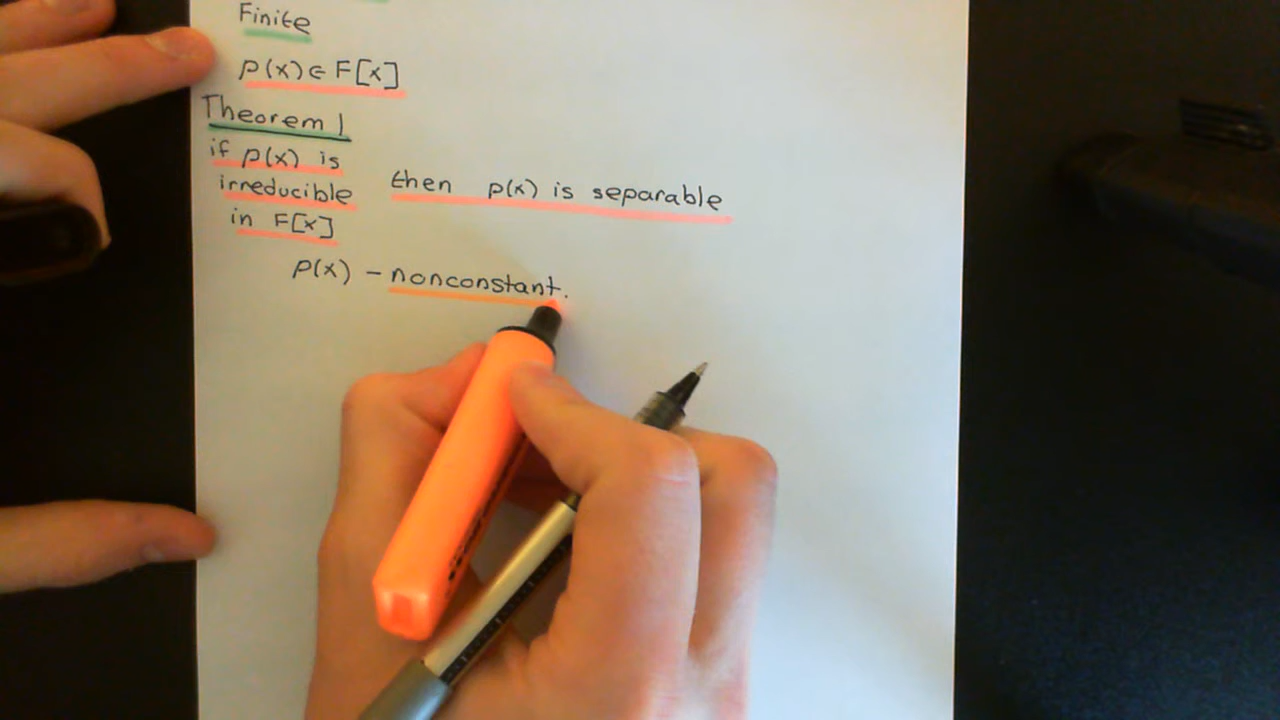 Finite
p(x) ∈ F[x]
Theorem 1
if p(x) is
irreducible then p(x) is separable
in F[x]
p(x) – nonconstant.